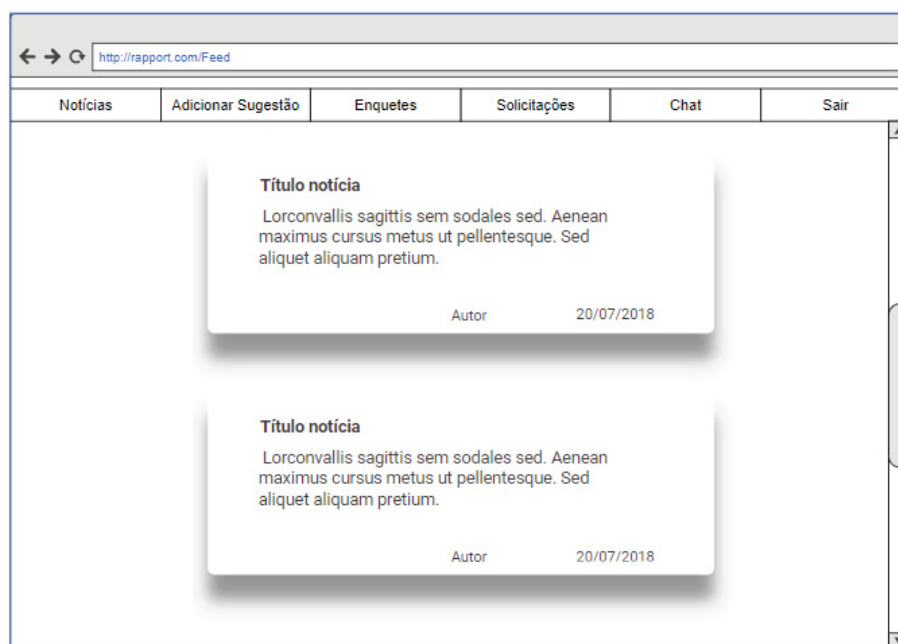 http://rapport.com/Feed
Notícias Adicionar Sugestão Enquetes Solicitações Chat Sair
Título notícia
Lorconvallis sagittis sem sodales sed. Aenean
maximus cursus metus ut pellentesque. Sed
aliquet aliquam pretium.
Autor 20/07/2018
Título notícia
Lorconvallis sagittis sem sodales sed. Aenean
maximus cursus metus ut pellentesque. Sed
aliquet aliquam pretium.
Autor 20/07/2018